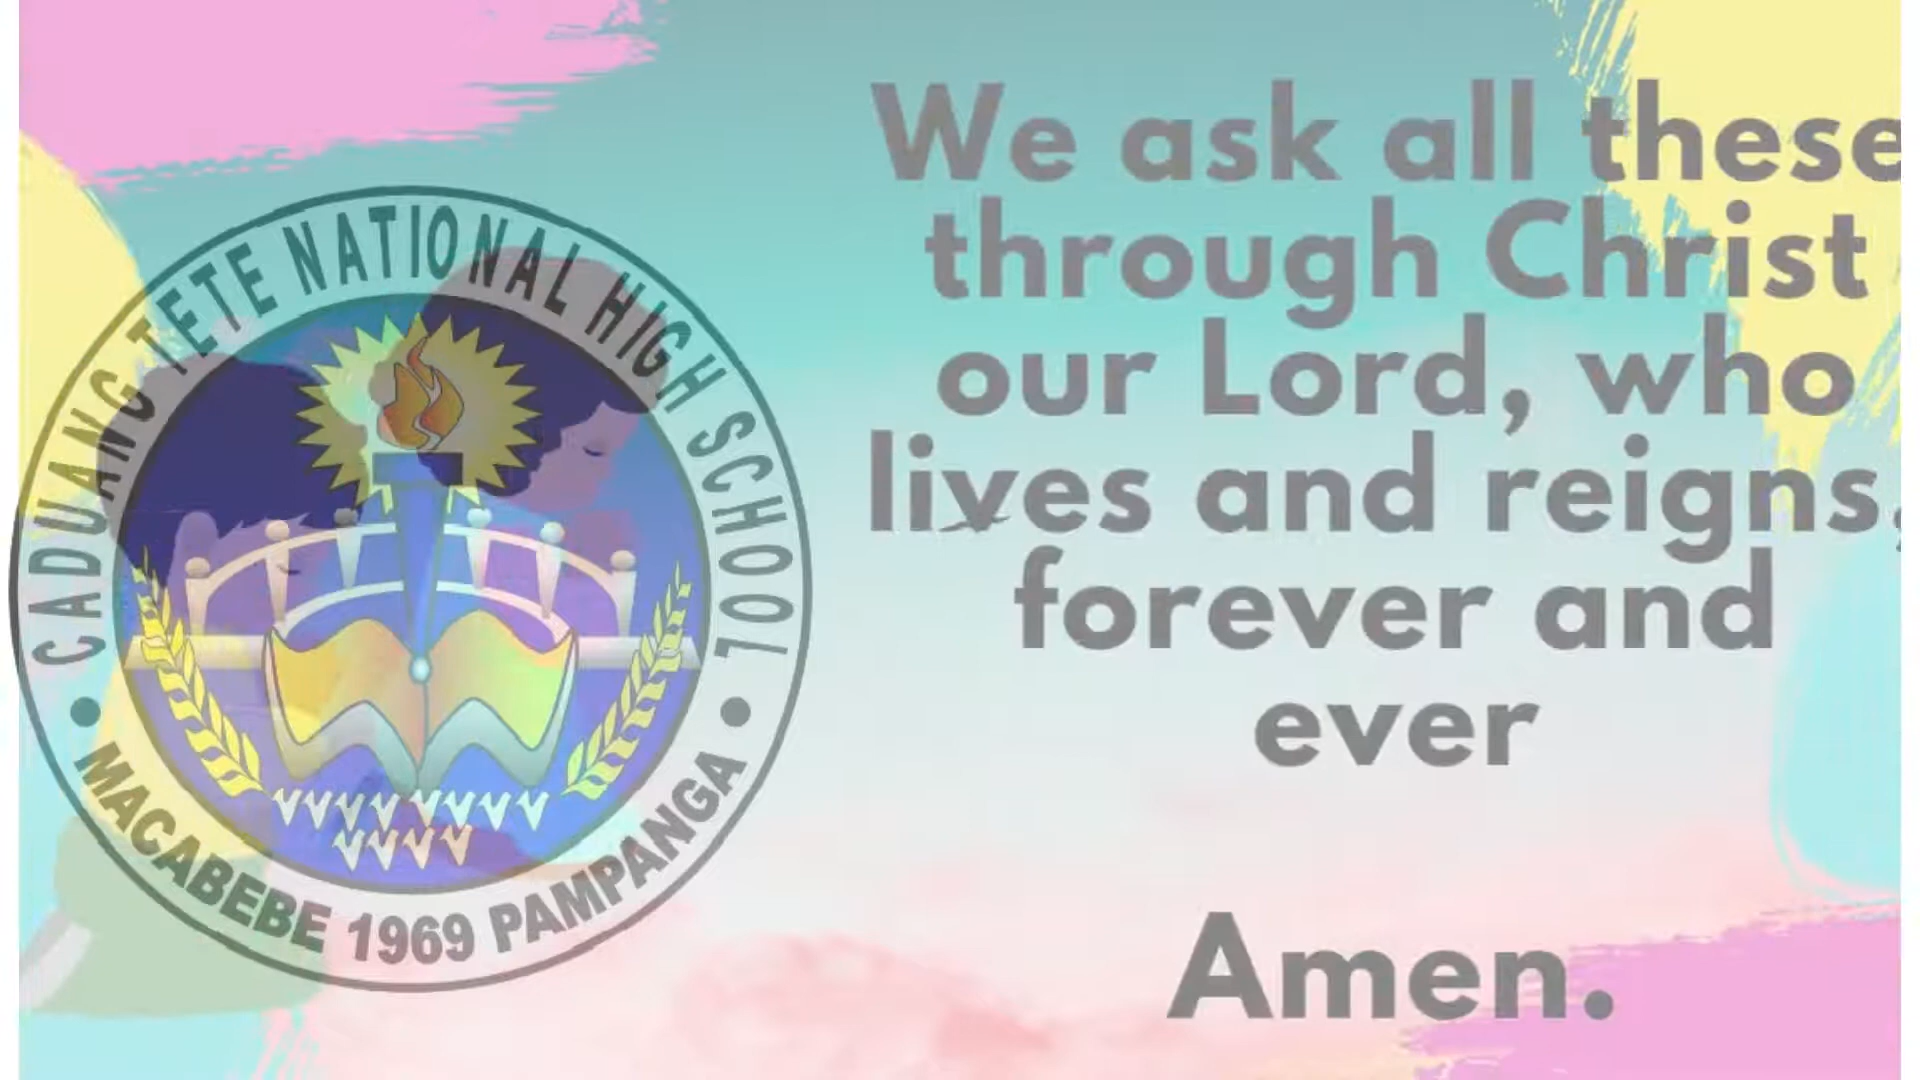 CADUANG TETE NATIONAL HIGH SCHOOL
MACABEBE 1969 PAMPANGA
We ask all these
through Christ
our Lord, who
lives and reigns,
forever and
ever
Amen.